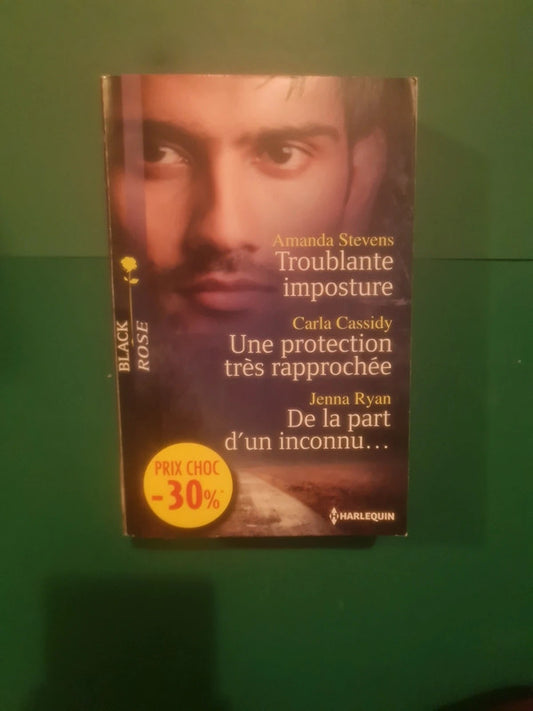 Amanda Stevens
Troublante
imposture
Carla Cassidy
Une protection
très rapprochée
Jenna Ryan
De la part
d'un inconnu...
BLACK
ROSE
PRIX CHOC
-30%*
HARLEQUIN